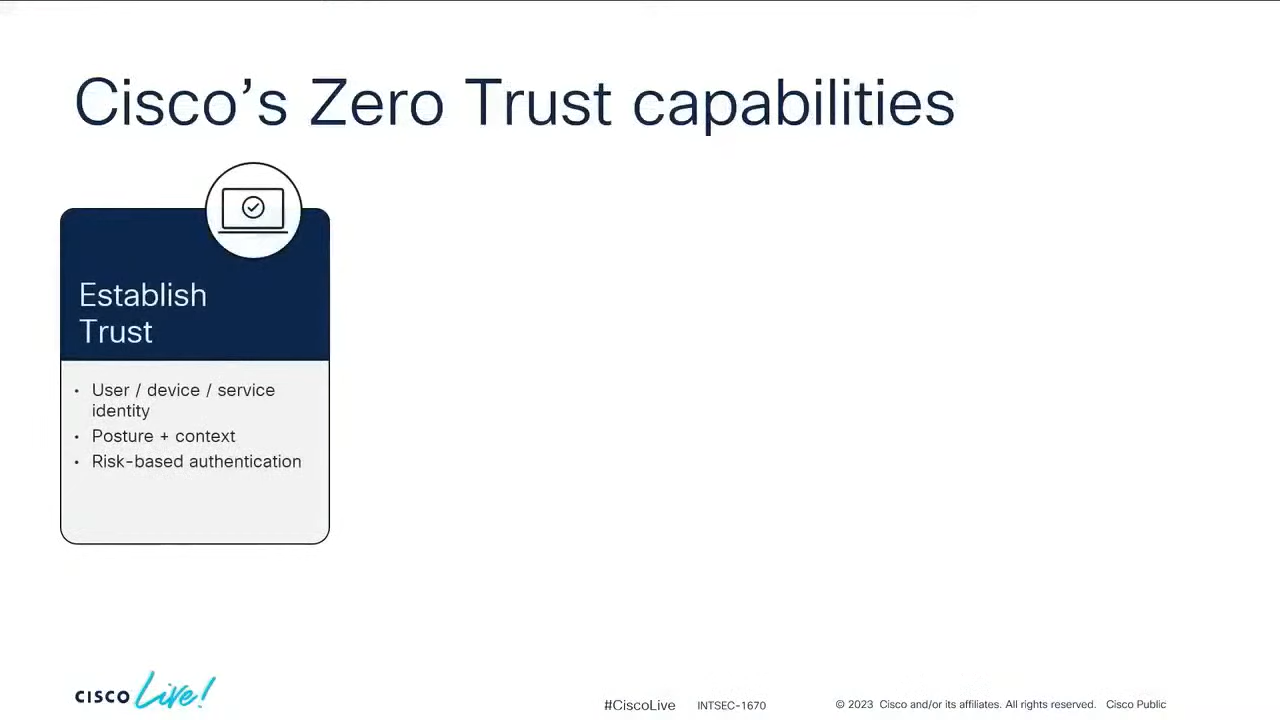 Cisco’s Zero Trust capabilities
Establish
Trust
• User / device / service
identity
• Posture + context
• Risk-based authentication
CISCO Live!
#CiscoLive
INTSEC-1670
© 2023 Cisco and/or its affiliates. All rights reserved. Cisco Public